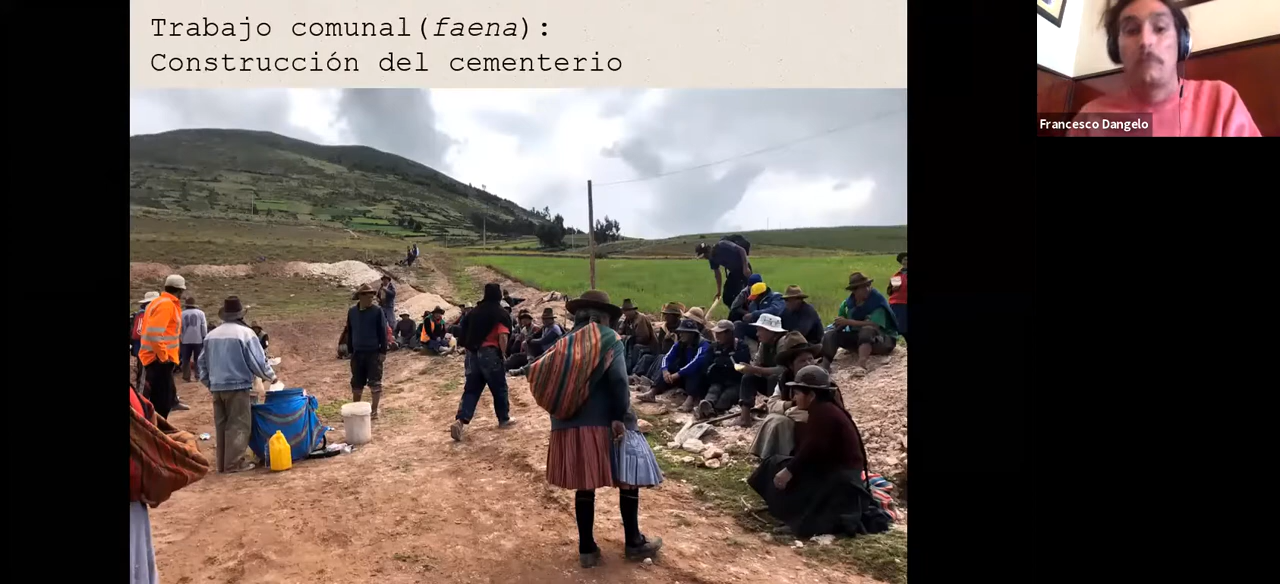 Trabajo comunal(faena):
Construcción del cementerio
Francesco Dangelo